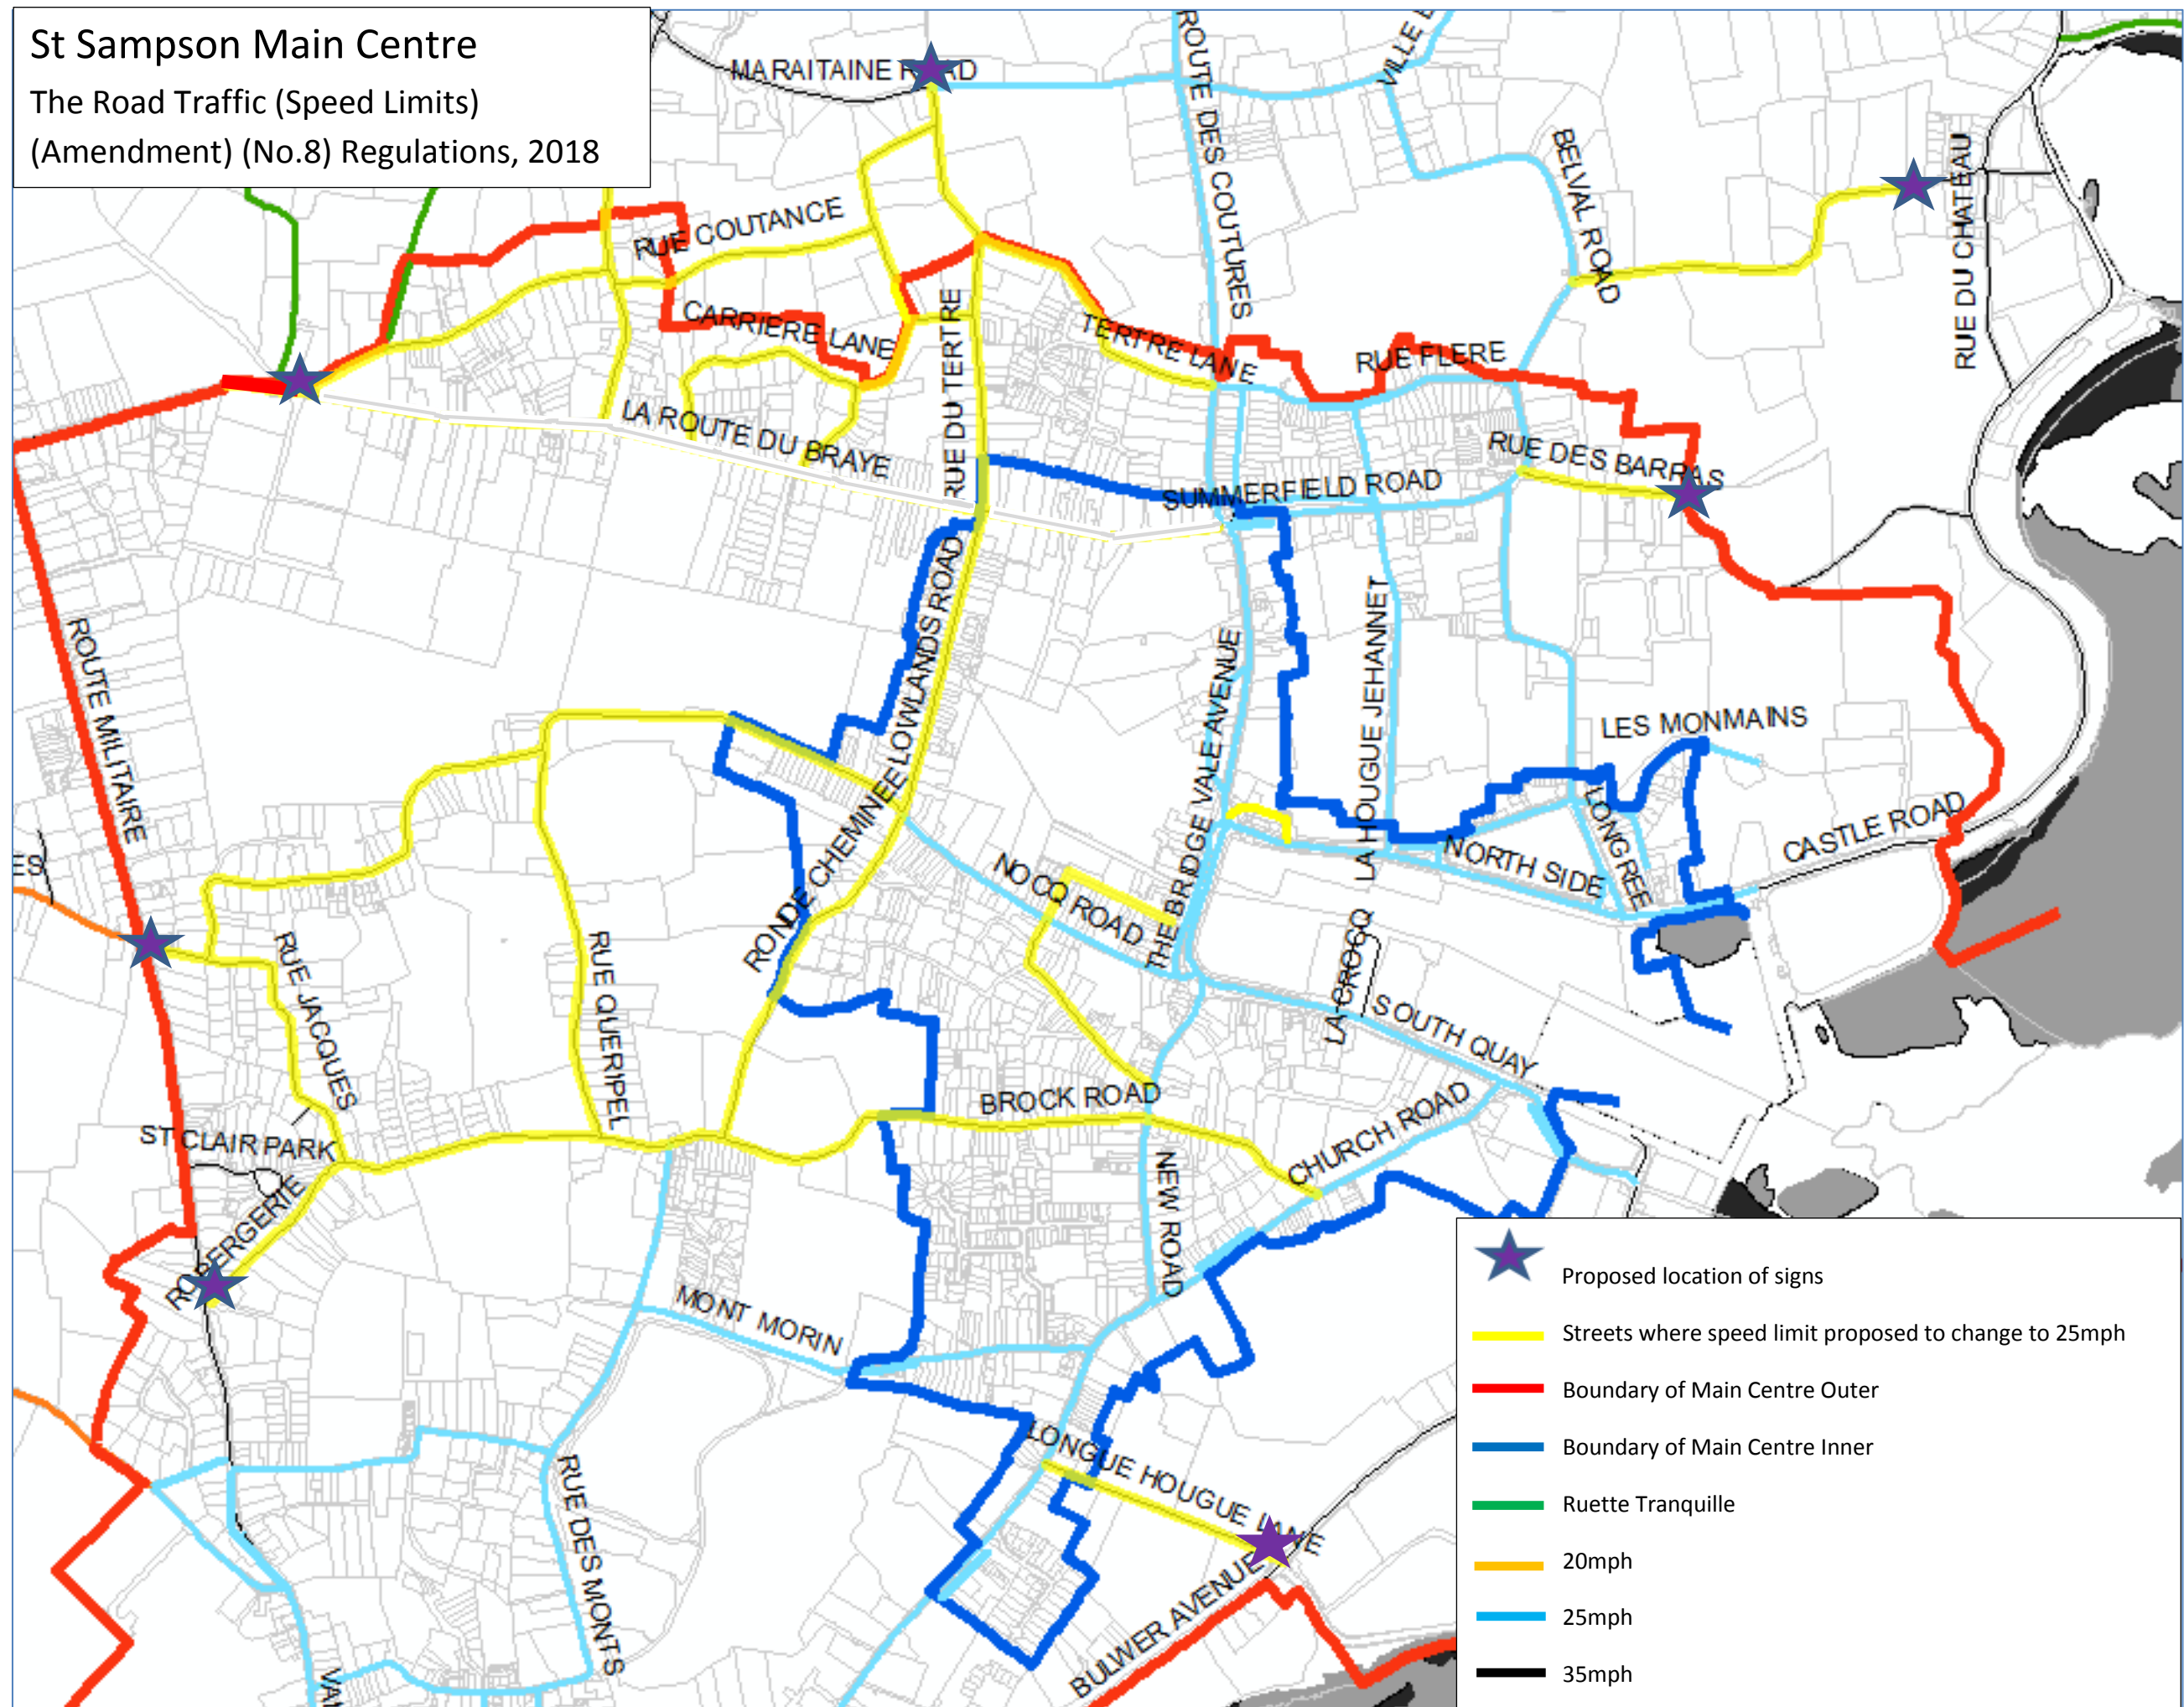 St Sampson Main Centre
The Road Traffic (Speed Limits)
(Amendment) (No.8) Regulations, 2018
MARAITAINE ROAD
ROUTE DES COUTURES
VILLE
BELVAL ROAD
RUE DU CHATEAU
RUE COUTANCE
CARRIERE LANE
RUE DU TERTRE
TERTRE LANE
RUE FLERE
LA ROUTE DU BRAYE
SUMMERFIELD ROAD
RUE DES BARRAS
ROUTE MILITAIRE
LOWLANDS ROAD
VALE AVENUE
LA HOUGUE JEHANNET
LES MONMAINS
ES
RONDE CHEMINEE
NOCQ ROAD
THE BRIDGE
NORTH SIDE
LONGREE
CASTLE ROAD
RUE JACQUES
RUE QUERIPEL
LA CROCQ
SOUTH QUAY
BROCK ROAD
CHURCH ROAD
ST CLAIR PARK
ROBERGERIE
NEW ROAD
MONT MORIN
LONGUE HOUGUE LANE
RUE DES MONTS
BULWER AVENUE
Proposed location of signs
Streets where speed limit proposed to change to 25mph
Boundary of Main Centre Outer
Boundary of Main Centre Inner
Ruette Tranquille
20mph
25mph
35mph